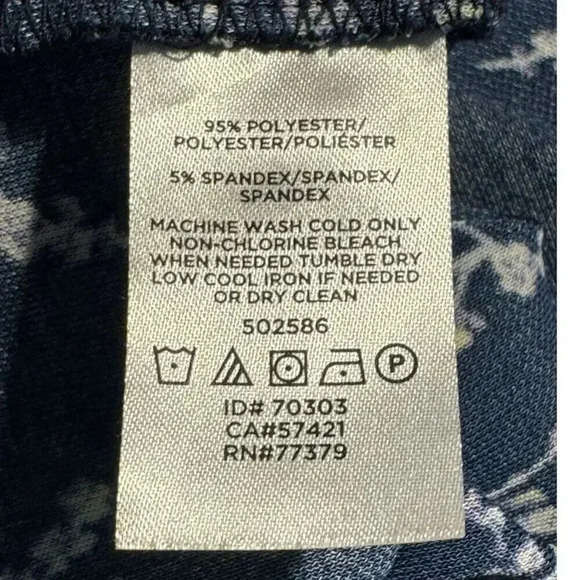 95% POLYESTER/
POLYESTER/POLIÉSTER
5% SPANDEX/SPANDEX/
SPANDEX
MACHINE WASH COLD ONLY
NON-CHLORINE BLEACH
WHEN NEEDED TUMBLE DRY
LOW COOL IRON IF NEEDED
OR DRY CLEAN
502586
P
ID# 70303
CA#57421
RN#77379